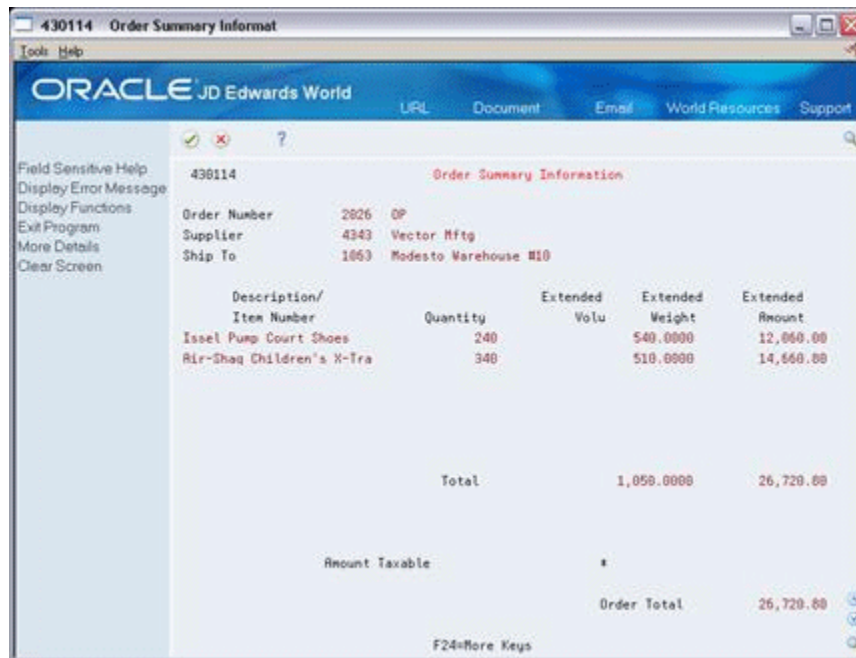 430114 Order Summary Informat
Tools Help
ORACLE JD Edwards World
URL Document Email World Resources Support
?
Field Sensitive Help
Display Error Message
Display Functions
Exit Program
More Details
Clear Screen
430114 Order Summary Information
Order Number 2026 OP
Supplier 4343 Vector Mftg
Ship To 1063 Modesto Warehouse #10
Description/ Extended Extended Extended
Item Number Quantity Volu Weight Amount
Issel Pump Court Shoes 240 540.0000 12,060.00
Air-Shaq Children's X-Tra 340 510.0000 14,660.80
Total 1,050.0000 26,720.80
Amount Taxable *
Order Total 26,720.80
F24=More Keys